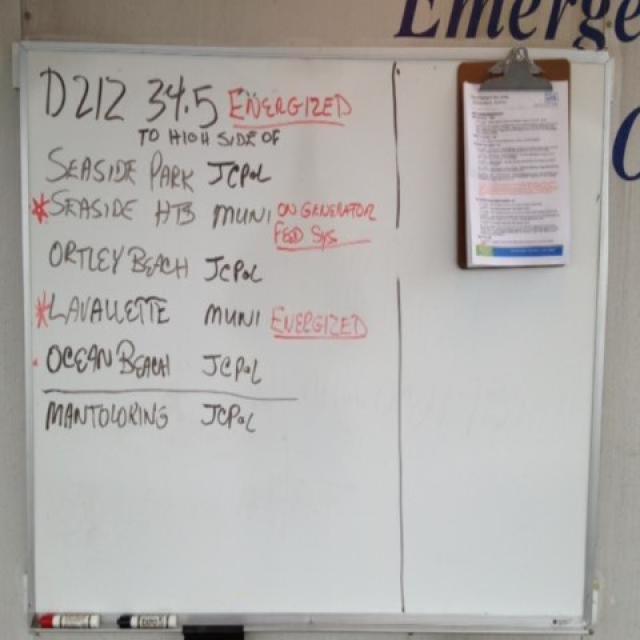 Emerge
D212 34.5 ENERGIZED
TO HIGH SIDE OF
SEASIDE PARK JCP&L
*SEASIDE HTS MUNI ON GENERATOR
FEED SYS
ORTLEY BEACH JCP&L
*LAVALLETTE MUNI ENERGIZED
OCEAN BEACH JCP&L
MANTOLOKING JCP&L